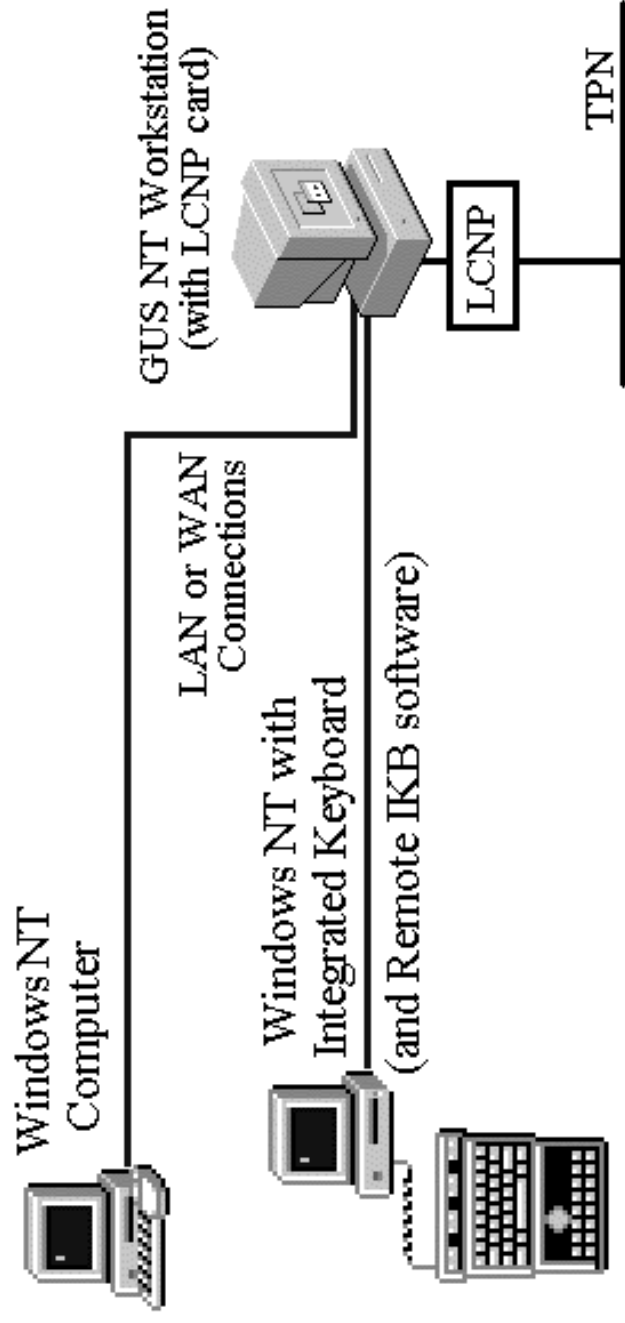 Windows NT
Computer
LAN or WAN
Connections
GUS NT Workstation
(with LCNP card)
Windows NT with
Integrated Keyboard
(and Remote IKB software)
LCNP
TPN